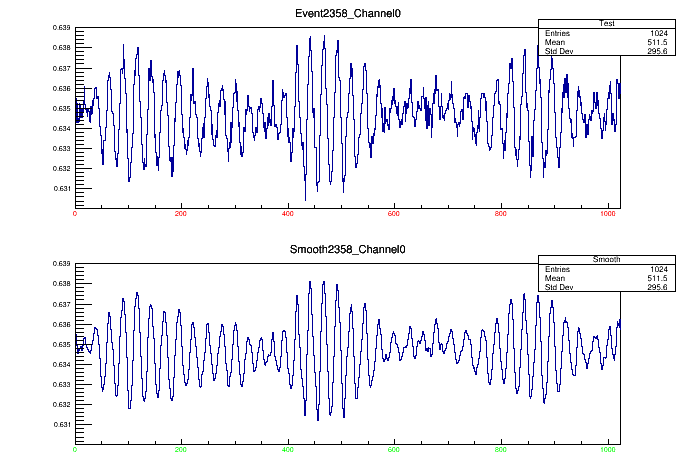 Event2358_Channel0
Test
Entries 1024
Mean 511.5
Std Dev 295.6
0.639
0.638
0.637
0.636
0.635
0.634
0.633
0.632
0.631
0 200 400 600 800 1000
Smooth2358_Channel0
Smooth
Entries 1024
Mean 511.5
Std Dev 295.6
0.639
0.638
0.637
0.636
0.635
0.634
0.633
0.632
0.631
0 200 400 600 800 1000